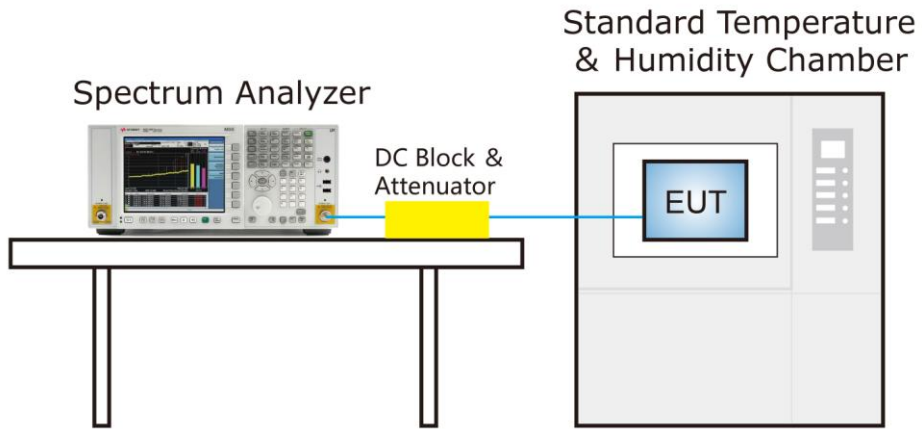 Standard Temperature
& Humidity Chamber
Spectrum Analyzer
DC Block &
Attenuator
EUT